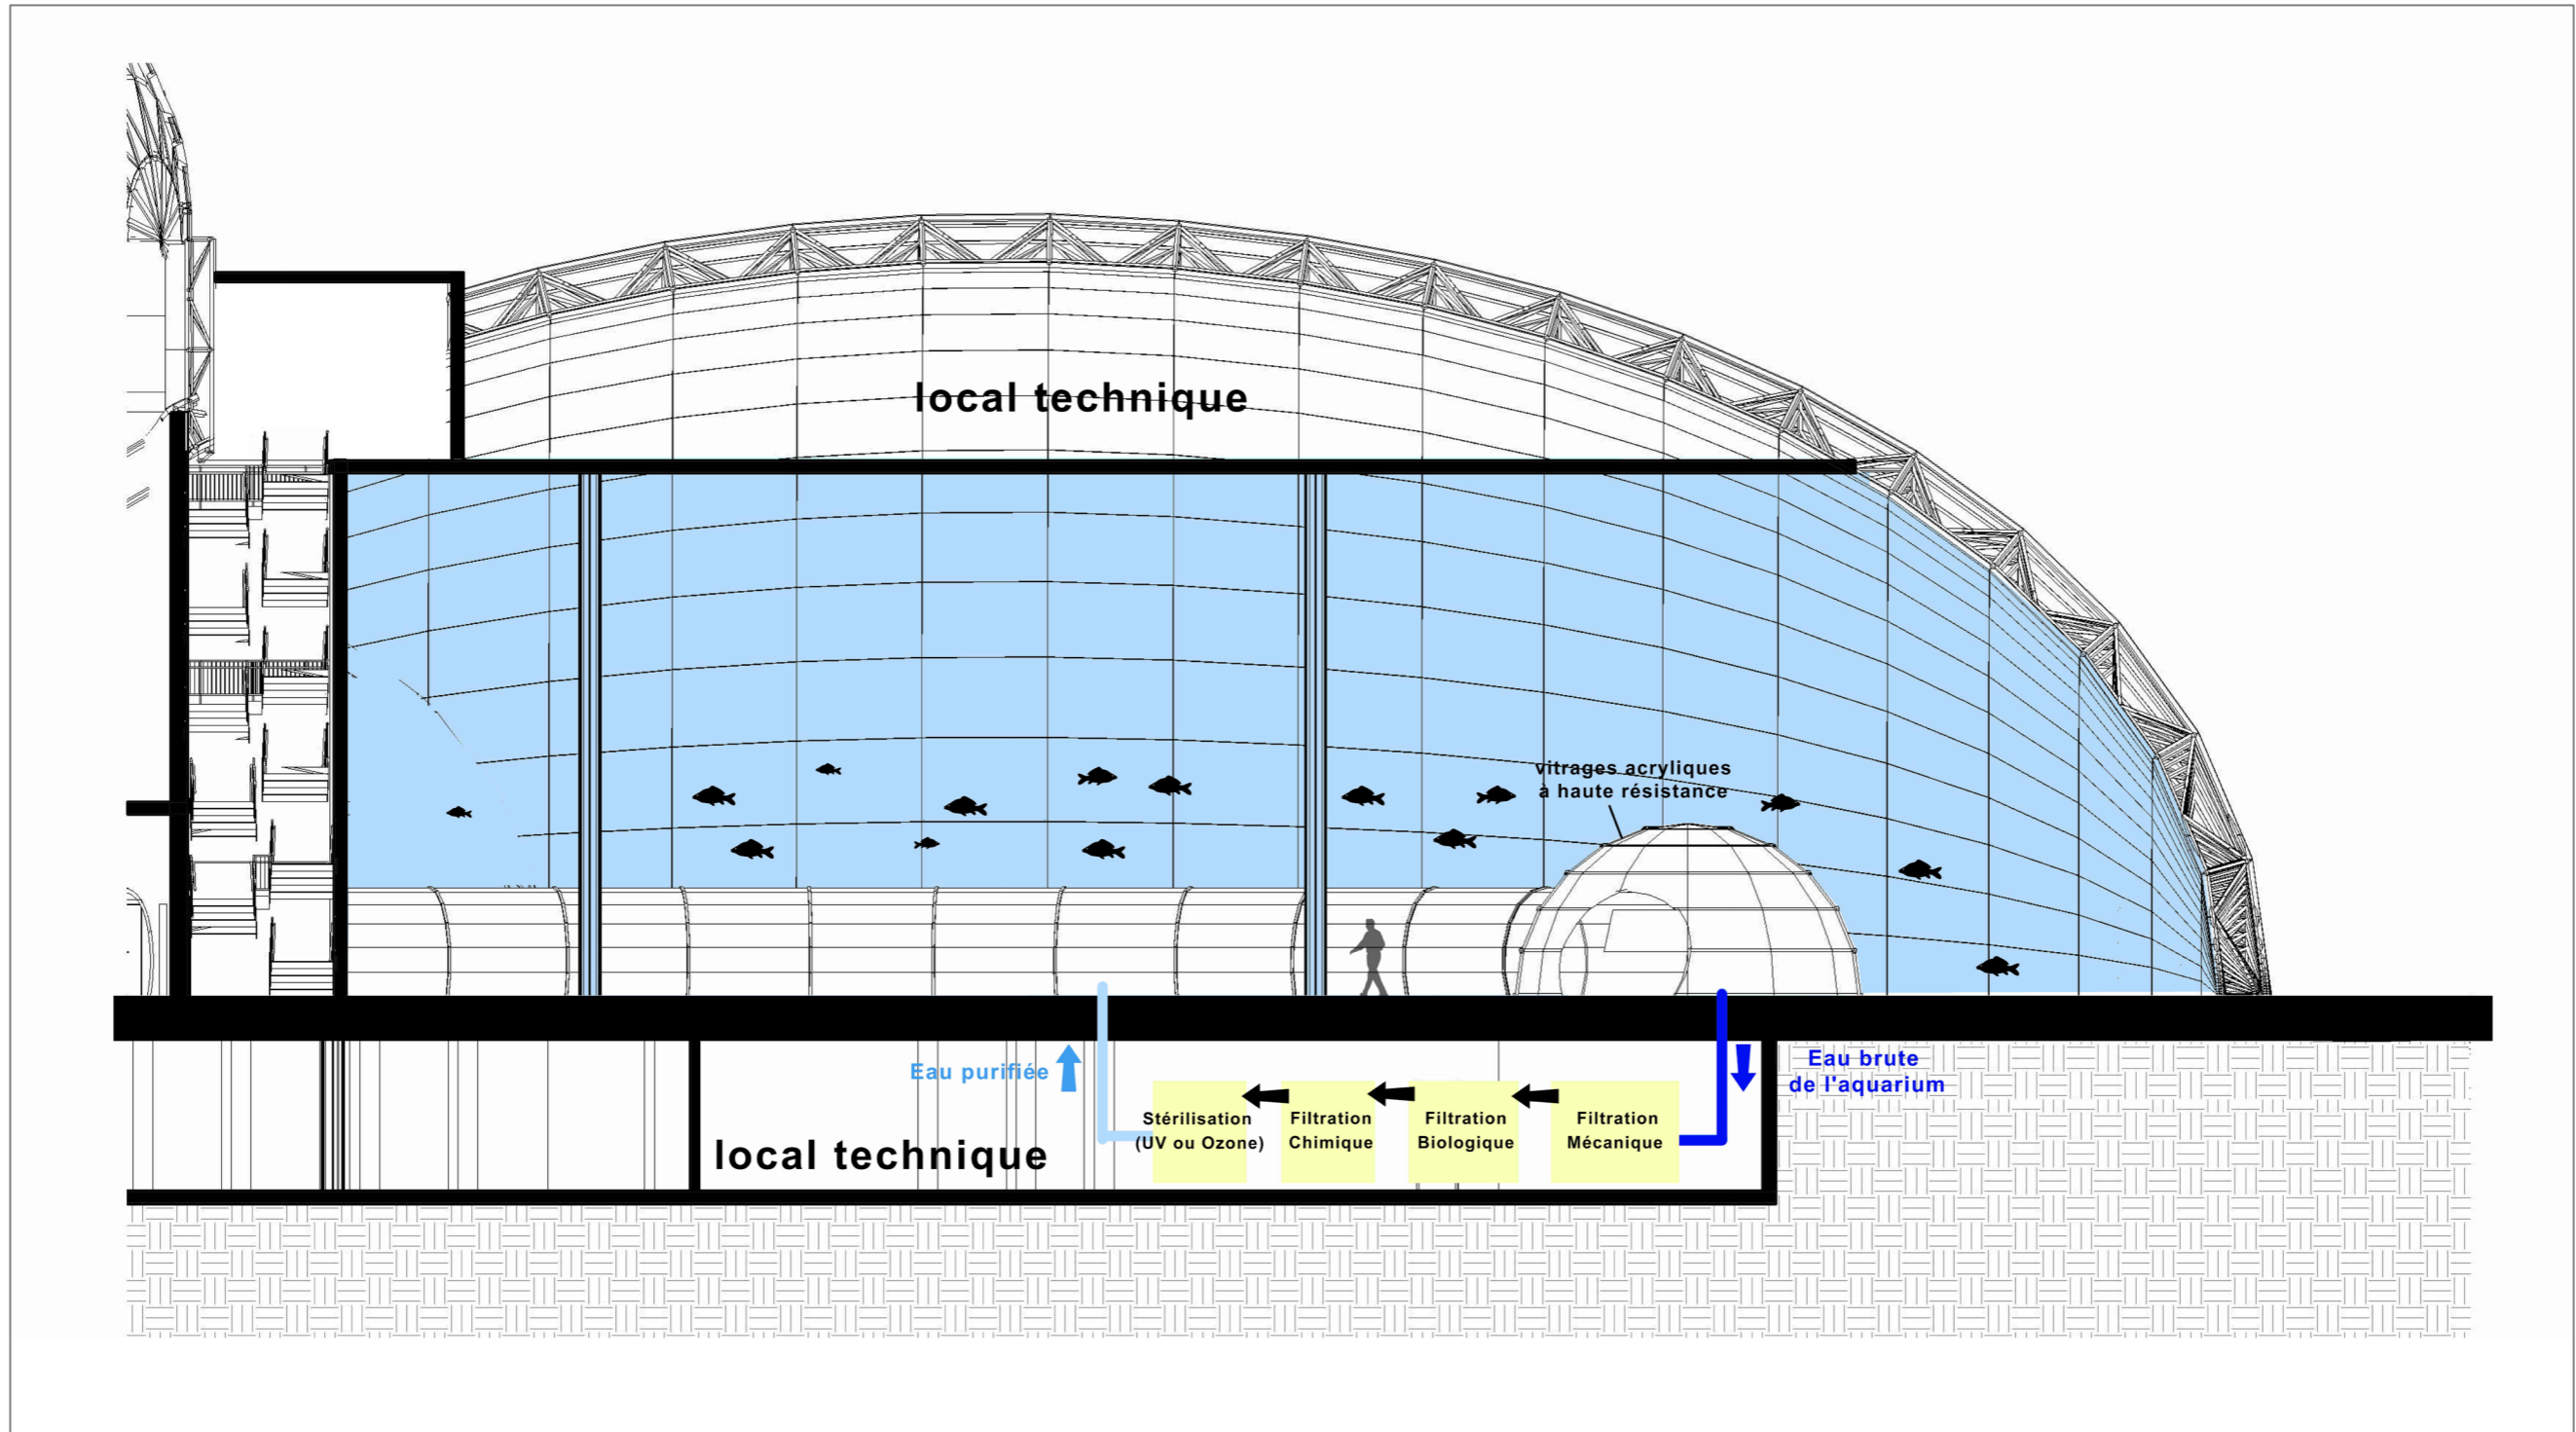 local technique
vitrages acryliques
à haute résistance
Eau purifiée
Eau brute
de l'aquarium
local technique
Stérilisation
(UV ou Ozone)
Filtration
Chimique
Filtration
Biologique
Filtration
Mécanique